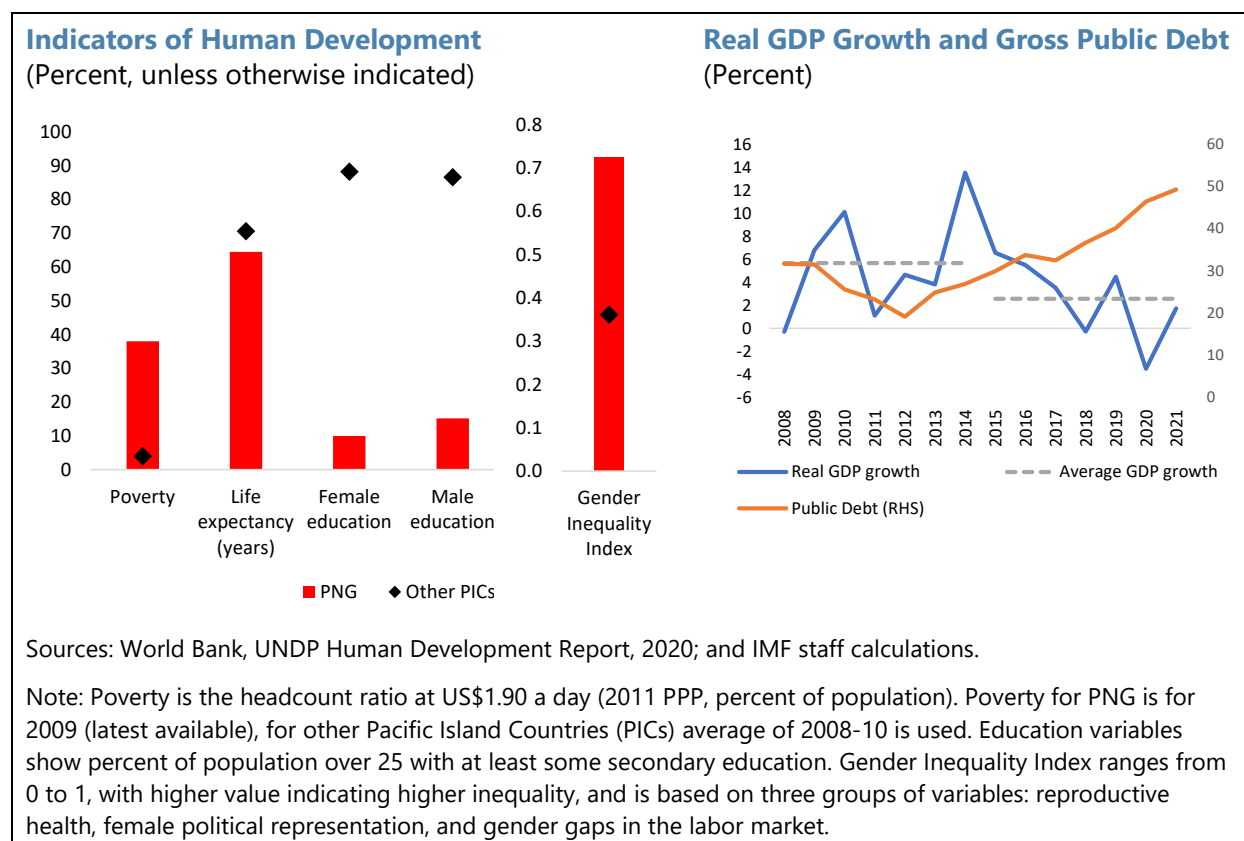 Indicators of Human Development
(Percent, unless otherwise indicated)
100
90
80
70
60
50
40
30
20
10
0
Poverty
Life
expectancy
(years)
Female
education
Male
education
0.8
0.7
0.6
0.5
0.4
0.3
0.2
0.1
0.0
Gender
Inequality
Index
PNG
Other PICs
Real GDP Growth and Gross Public Debt
(Percent)
16
14
12
10
8
6
4
2
0
-2
-4
-6
60
50
40
30
20
10
0
2008
2009
2010
2011
2012
2013
2014
2015
2016
2017
2018
2019
2020
2021
Real GDP growth
Average GDP growth
Public Debt (RHS)
Sources: World Bank, UNDP Human Development Report, 2020; and IMF staff calculations.
Note: Poverty is the headcount ratio at US$1.90 a day (2011 PPP, percent of population). Poverty for PNG is for
2009 (latest available), for other Pacific Island Countries (PICs) average of 2008-10 is used. Education variables
show percent of population over 25 with at least some secondary education. Gender Inequality Index ranges from
0 to 1, with higher value indicating higher inequality, and is based on three groups of variables: reproductive
health, female political representation, and gender gaps in the labor market.